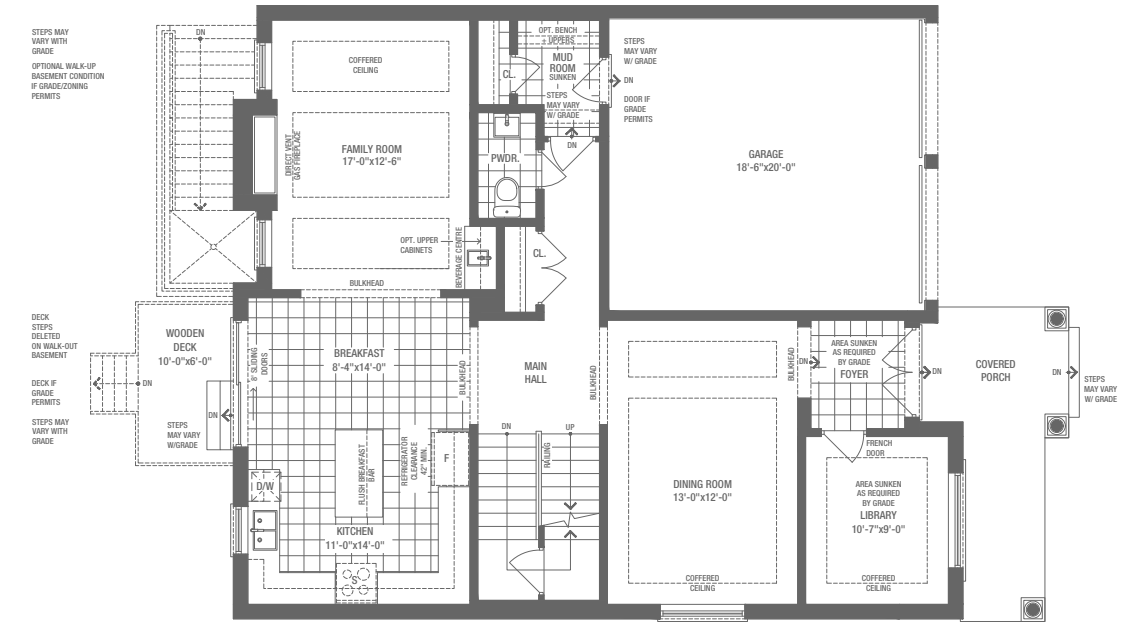 STEPS MAY
VARY WITH
GRADE
OPTIONAL WALK-UP
BASEMENT CONDITION
IF GRADE/ZONING
PERMITS
DN
COFFERED
CEILING
DIRECT VENT
GAS FIREPLACE
FAMILY ROOM
17'-0"x12'-6"
OPT. UPPER
CABINETS
BEVERAGE CENTRE
BULKHEAD
OPT. BENCH
+ UPPERS
MUD
ROOM
SUNKEN
STEPS
MAY VARY
W/ GRADE
CL.
DN
PWDR.
CL.
STEPS
MAY VARY
W/ GRADE
DN
DOOR IF
GRADE
PERMITS
GARAGE
18'-6"x20'-0"
DECK
STEPS
DELETED
ON WALK-OUT
BASEMENT
DECK IF
GRADE
PERMITS
STEPS MAY
VARY WITH
GRADE
WOODEN
DECK
10'-0"x6'-0"
DN
DN
STEPS
MAY VARY
W/GRADE
8' SLIDING
DOORS
BREAKFAST
8'-4"x14'-0"
BULKHEAD
MAIN
HALL
BULKHEAD
BULKHEAD
AREA SUNKEN
AS REQUIRED
BY GRADE
DN
FOYER
DN
COVERED
PORCH
DN
STEPS
MAY VARY
W/ GRADE
D/W
FLUSH BREAKFAST
BAR
REFRIGERATOR
CLEARANCE
42" MIN.
F
KITCHEN
11'-0"x14'-0"
S
DN
UP
RAILING
DINING ROOM
13'-0"x12'-0"
COFFERED
CEILING
FRENCH
DOOR
AREA SUNKEN
AS REQUIRED
BY GRADE
LIBRARY
10'-7"x9'-0"
COFFERED
CEILING